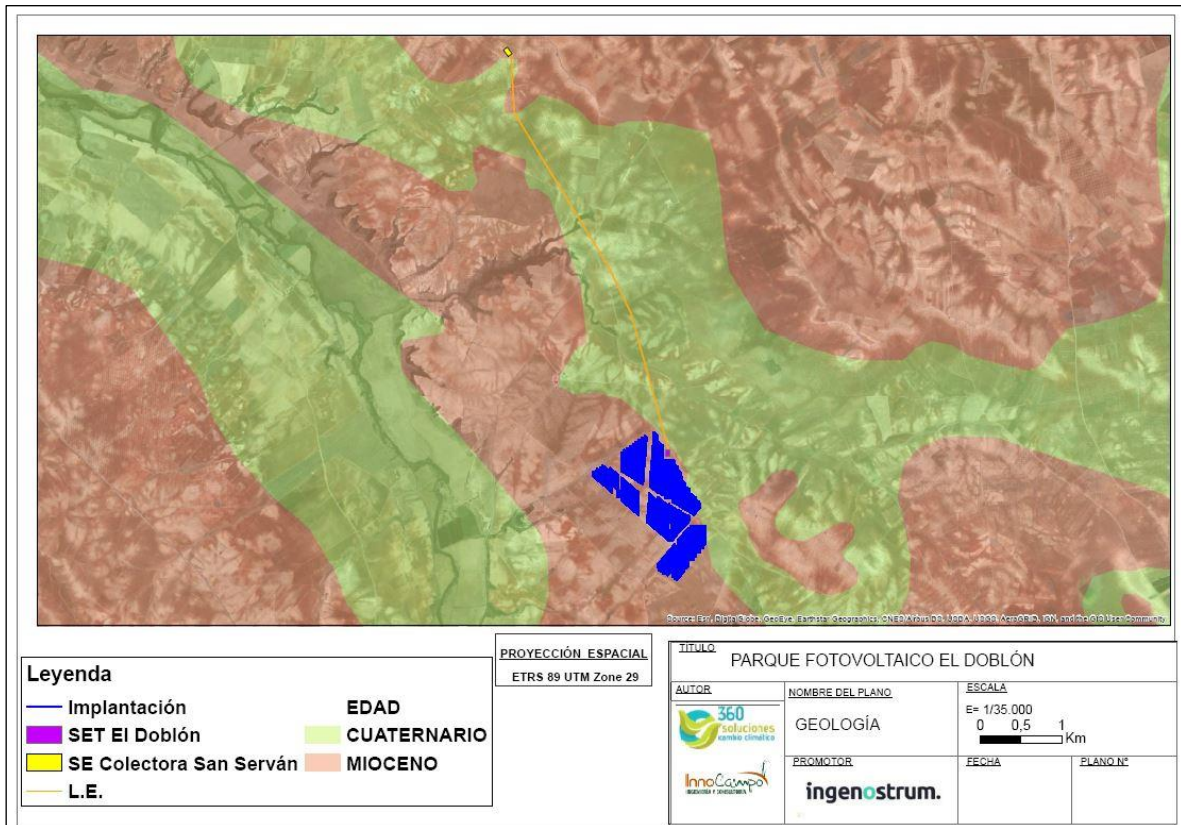 Source: Esri, DigitalGlobe, GeoEye, Earthstar Geographics, CNES/Airbus DS, USDA, USGS, AeroGRID, IGN, and the GIS User Community
Leyenda
Implantación
SET El Doblón
SE Colectora San Serván
L.E.
EDAD
CUATERNARIO
MIOCENO
PROYECCIÓN ESPACIAL
ETRS 89 UTM Zone 29
TÍTULO
PARQUE FOTOVOLTAICO EL DOBLÓN
AUTOR
360
soluciones
cambio climático
InnoCampo
INGENIERÍA Y CONSULTORÍA
NOMBRE DEL PLANO
GEOLOGÍA
ESCALA
E= 1/35.000
0 0,5 1
Km
PROMOTOR
ingenostrum.
FECHA
PLANO Nº